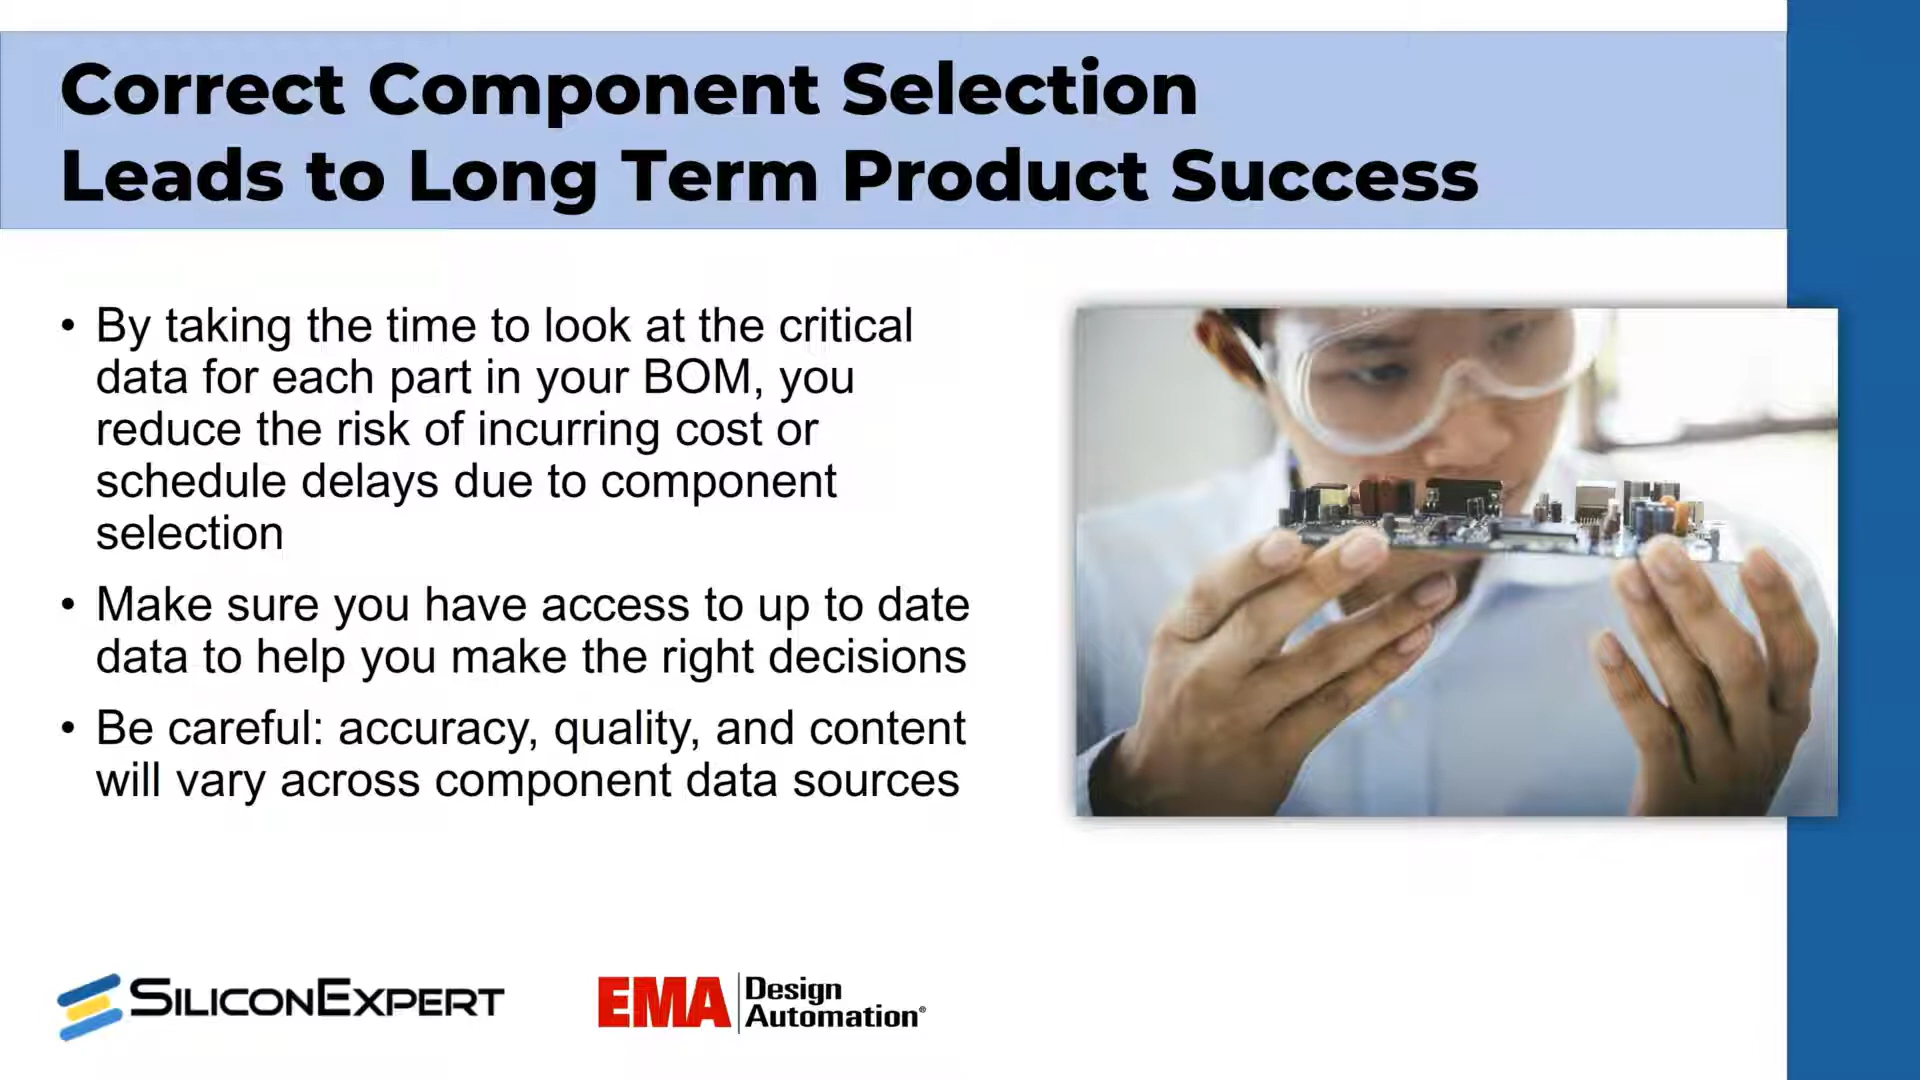 Correct Component Selection
Leads to Long Term Product Success
• By taking the time to look at the critical
data for each part in your BOM, you
reduce the risk of incurring cost or
schedule delays due to component
selection
• Make sure you have access to up to date
data to help you make the right decisions
• Be careful: accuracy, quality, and content
will vary across component data sources
SILICONEXPERT
EMA Design
Automation®